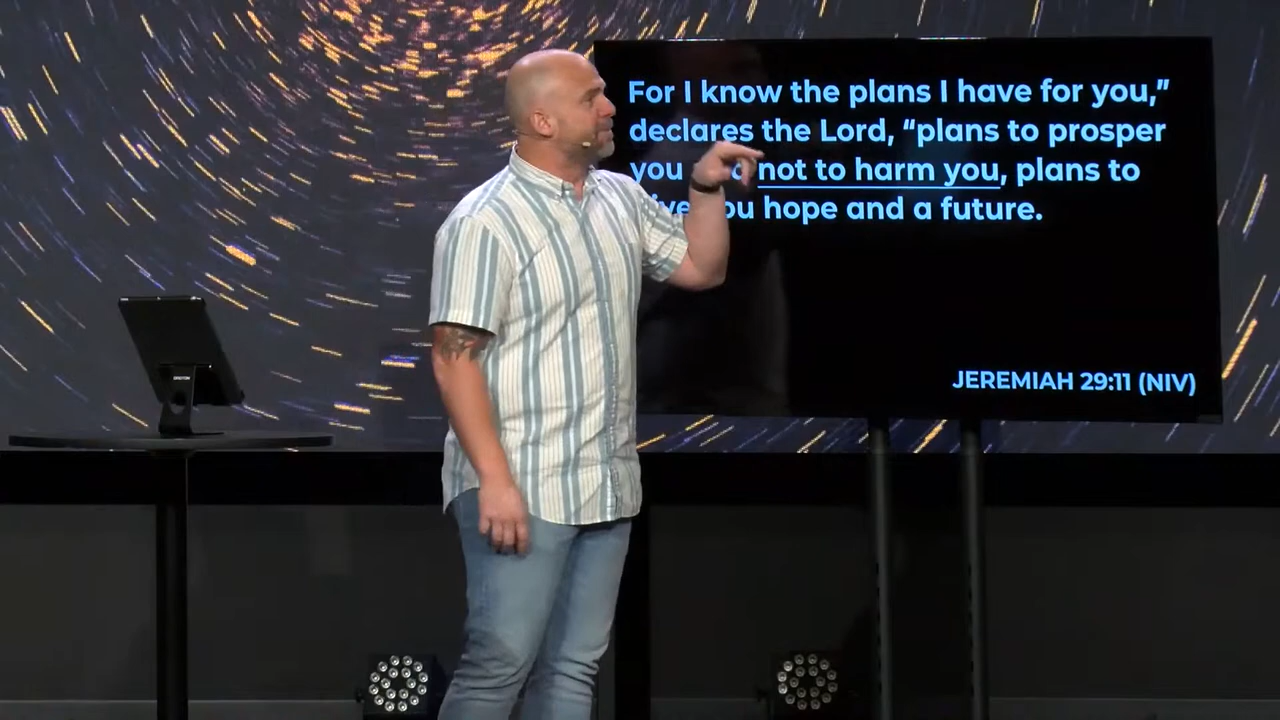 For I know the plans I have for you,”
declares the Lord, “plans to prosper
you not to harm you, plans to
you hope and a future.
JEREMIAH 29:11 (NIV)